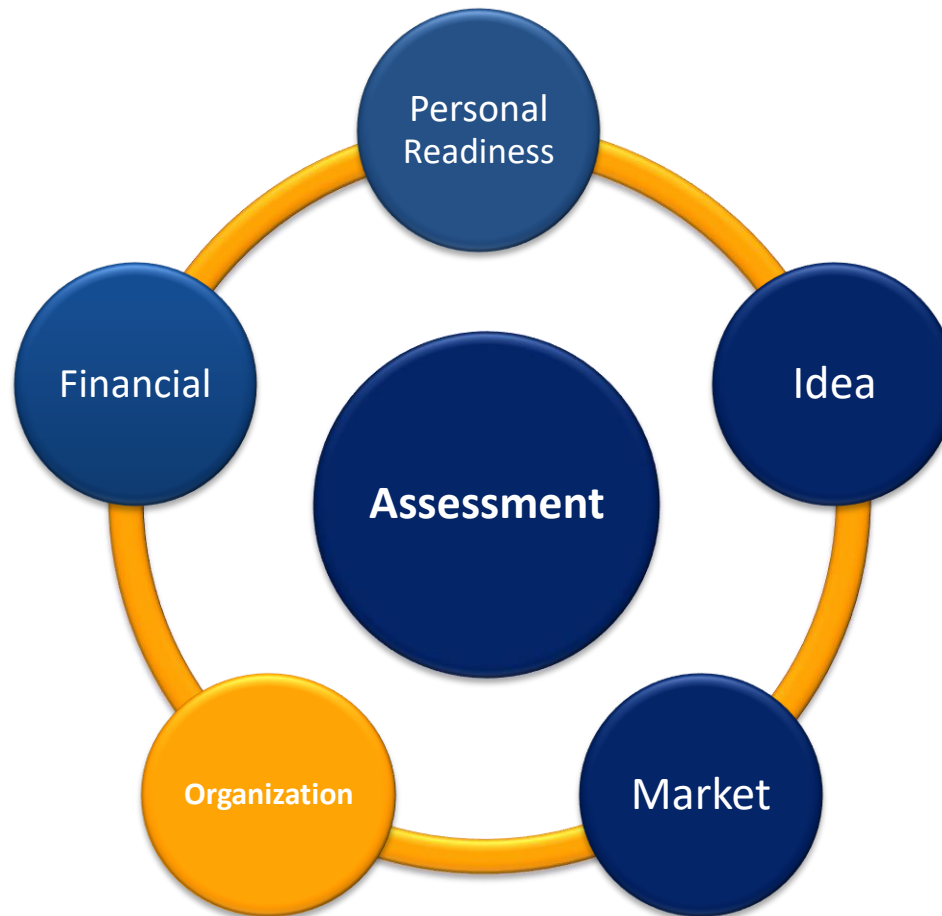 Personal
Readiness
Financial
Idea
Assessment
Organization
Market